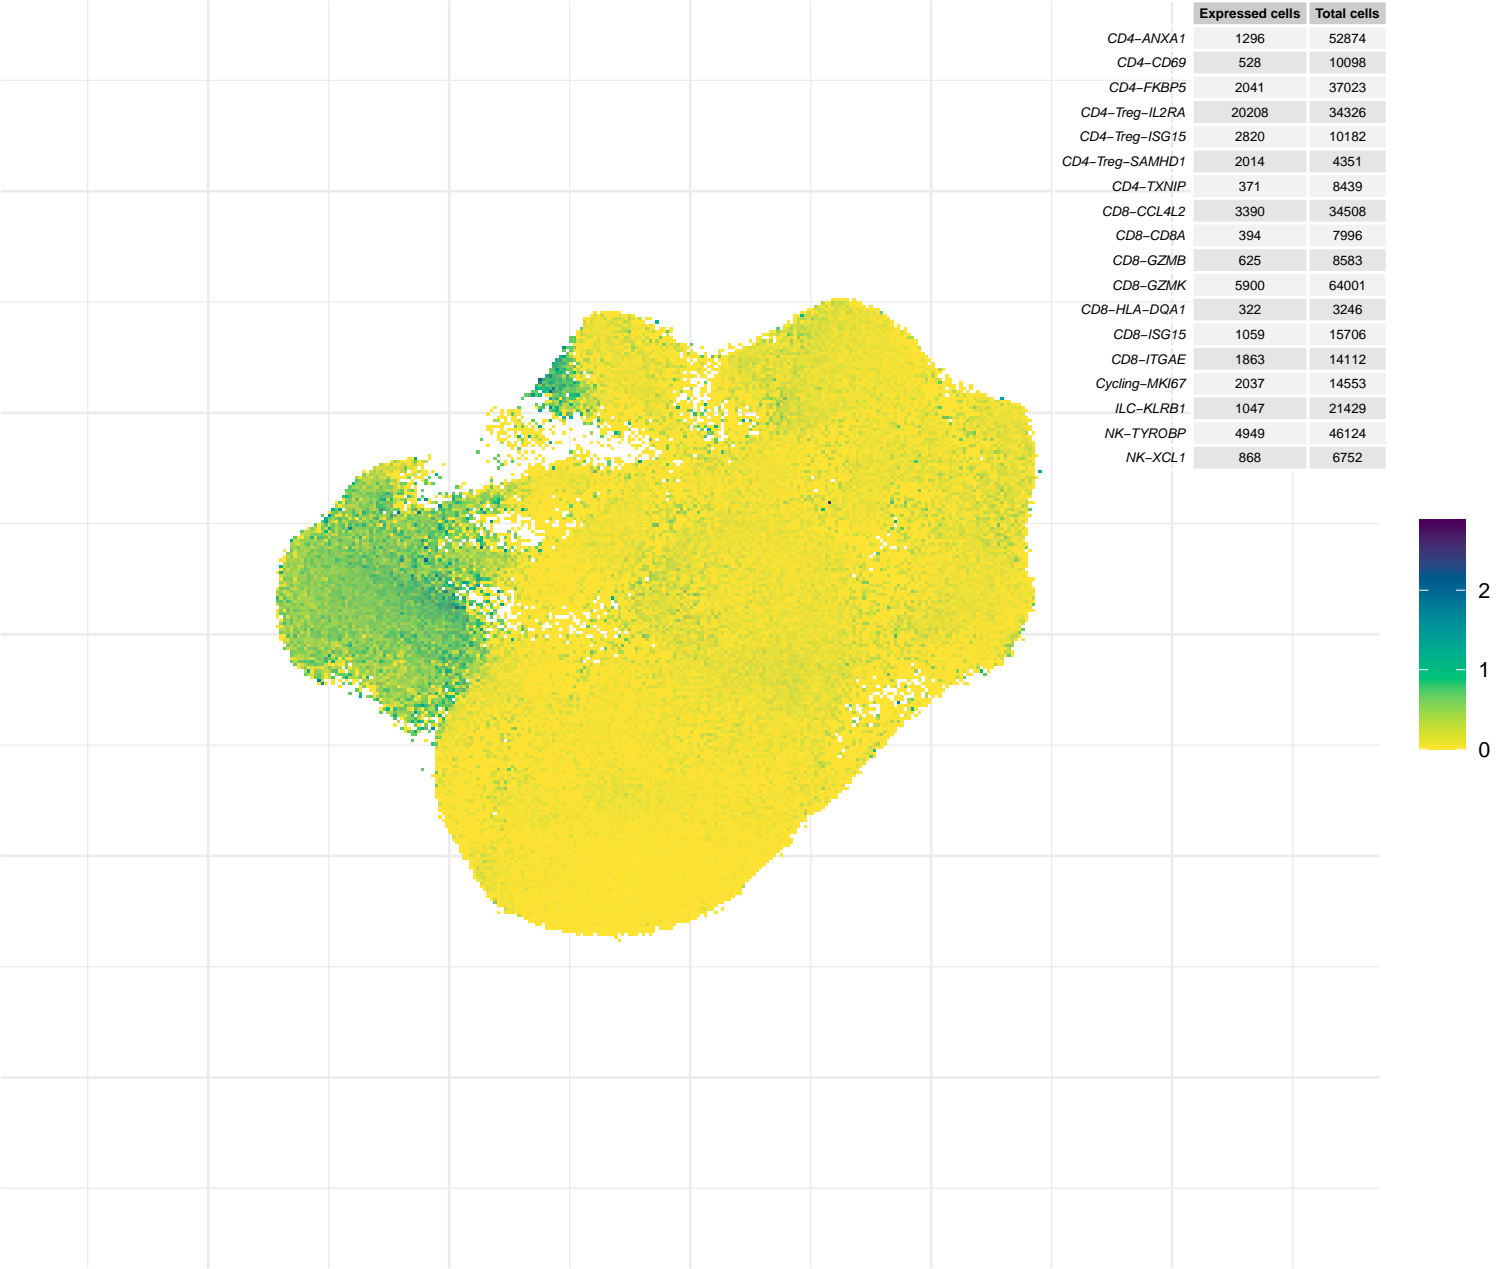 Expressed cells Total cells
CD4−ANXA1 1296 52874
CD4−CD69 528 10098
CD4−FKBP5 2041 37023
CD4−Treg−IL2RA 20208 34326
CD4−Treg−ISG15 2820 10182
CD4−Treg−SAMHD1 2014 4351
CD4−TXNIP 371 8439
CD8−CCL4L2 3390 34508
CD8−CD8A 394 7996
CD8−GZMB 625 8583
CD8−GZMK 5900 64001
CD8−HLA−DQA1 322 3246
CD8−ISG15 1059 15706
CD8−ITGAE 1863 14112
Cycling−MKI67 2037 14553
ILC−KLRB1 1047 21429
NK−TYROBP 4949 46124
NK−XCL1 868 6752
2
1
0